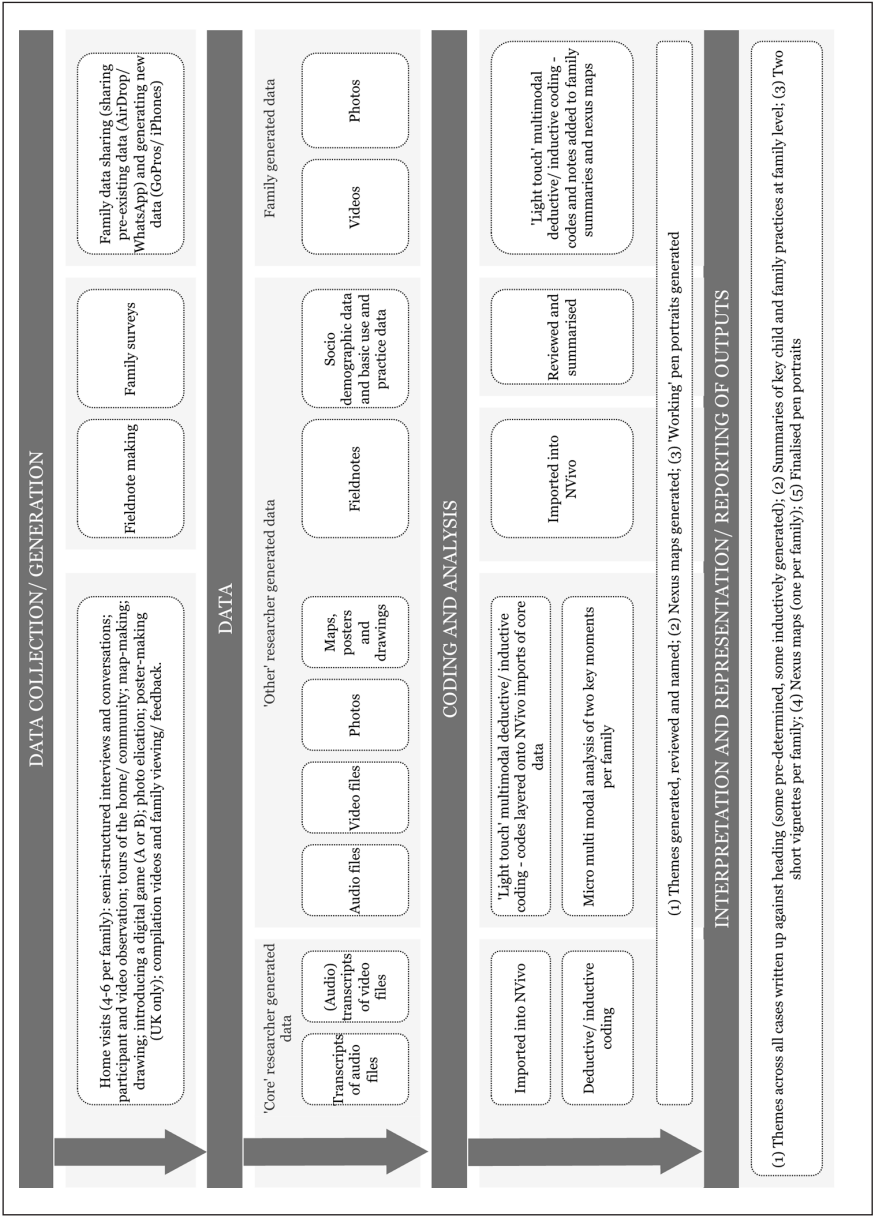 DATA COLLECTION/ GENERATION
Home visits (4-6 per family): semi-structured interviews and conversations;
participant and video observation; tours of the home/ community; map-making;
drawing; introducing a digital game (A or B); photo elication; poster-making
(UK only); compilation videos and family viewing/ feedback.
Fieldnote making
Family surveys
Family data sharing (sharing
pre-existing data (AirDrop/
WhatsApp) and generating new
data (GoPros/ iPhones)
DATA
'Core' researcher generated
data
Transcripts
of audio
files
(Audio)
transcripts
of video
files
'Other' researcher generated data
Audio files
Video files
Photos
Maps,
posters
and
drawings
Fieldnotes
Socio
demographic data
and basic use and
practice data
Family generated data
Videos
Photos
CODING AND ANALYSIS
Imported into NVivo
Deductive/ inductive
coding
'Light touch' multimodal deductive/ inductive
coding - codes layered onto NVivo imports of core
data
Micro multi modal analysis of two key moments
per family
Imported into
NVivo
Reviewed and
summarised
'Light touch' multimodal
deductive/ inductive coding -
codes and notes added to family
summaries and nexus maps
(1) Themes generated, reviewed and named; (2) Nexus maps generated; (3) 'Working' pen portraits generated
INTERPRETATION AND REPRESENTATION/ REPORTING OF OUTPUTS
(1) Themes across all cases written up against heading (some pre-determined, some inductively generated); (2) Summaries of key child and family practices at family level; (3) Two
short vignettes per family; (4) Nexus maps (one per family); (5) Finalised pen portraits